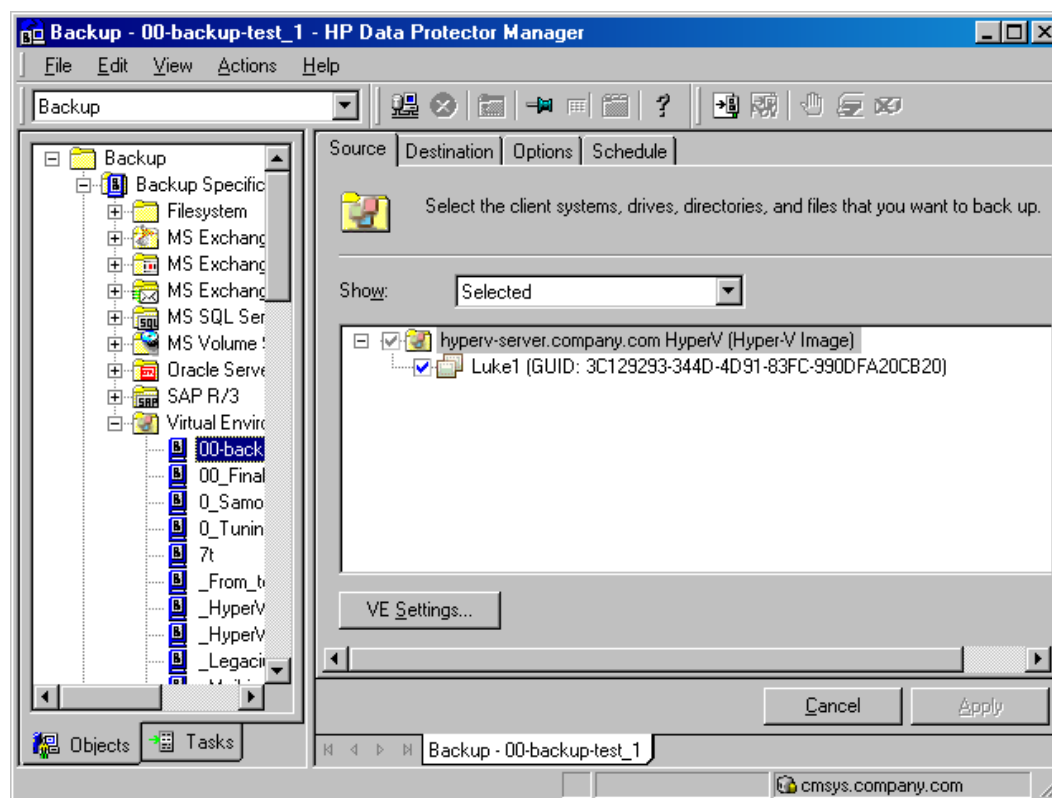 Backup - 00-backup-test_1 - HP Data Protector Manager
File Edit View Actions Help
Backup
Backup
Backup Specific
Filesystem
MS Exchang
MS Exchang
MS Exchang
MS SQL Ser
MS Volume
Oracle Serve
SAP R/3
Virtual Enviro
00-back
00_Final
0_Samo
0_Tunin
7t
_From_t
_HyperV
_HyperV
_Legaci
Objects Tasks
Source Destination Options Schedule
Select the client systems, drives, directories, and files that you want to back up.
Show: Selected
hyperv-server.company.com HyperV (Hyper-V Image)
Luke1 (GUID: 3C129293-344D-4D91-83FC-990DFA20CB20)
VE Settings...
Cancel Apply
Backup - 00-backup-test_1
cmsys.company.com